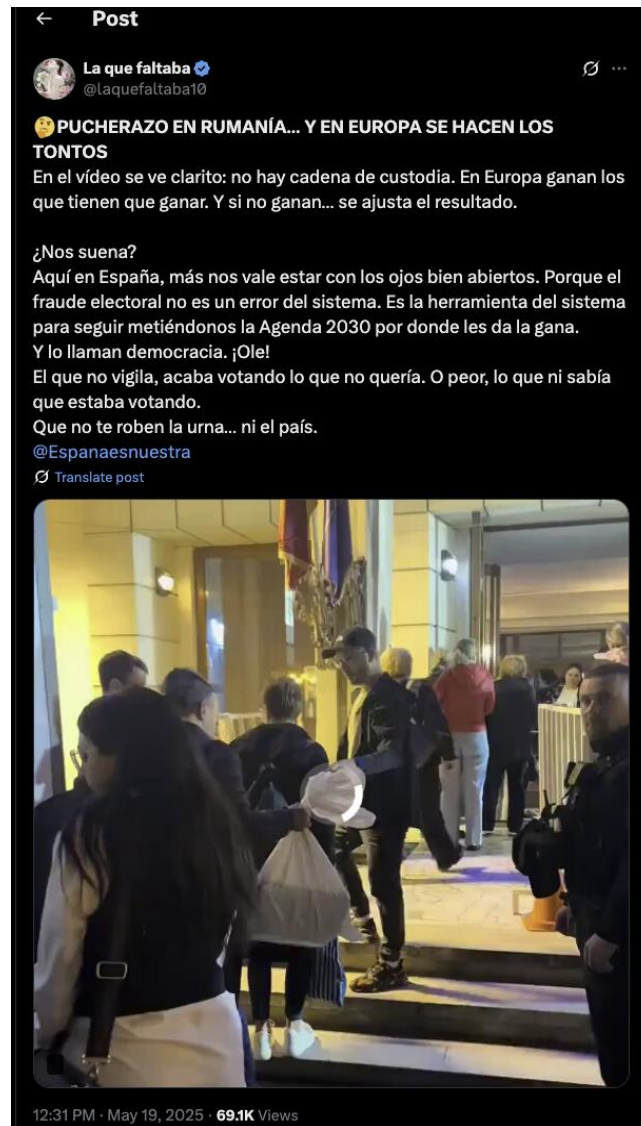 Post
La que faltaba
@laquefaltaba10
🤔PUCHERAZO EN RUMANÍA... Y EN EUROPA SE HACEN LOS
TONTOS
En el vídeo se ve clarito: no hay cadena de custodia. En Europa ganan los
que tienen que ganar. Y si no ganan... se ajusta el resultado.
¿Nos suena?
Aquí en España, más nos vale estar con los ojos bien abiertos. Porque el
fraude electoral no es un error del sistema. Es la herramienta del sistema
para seguir metiéndonos la Agenda 2030 por donde les da la gana.
Y lo llaman democracia. ¡Ole!
El que no vigila, acaba votando lo que no quería. O peor, lo que ni sabía
que estaba votando.
Que no te roben la urna... ni el país.
@Espanaesnuestra
Translate post
12:31 PM · May 19, 2025 · 69.1K Views